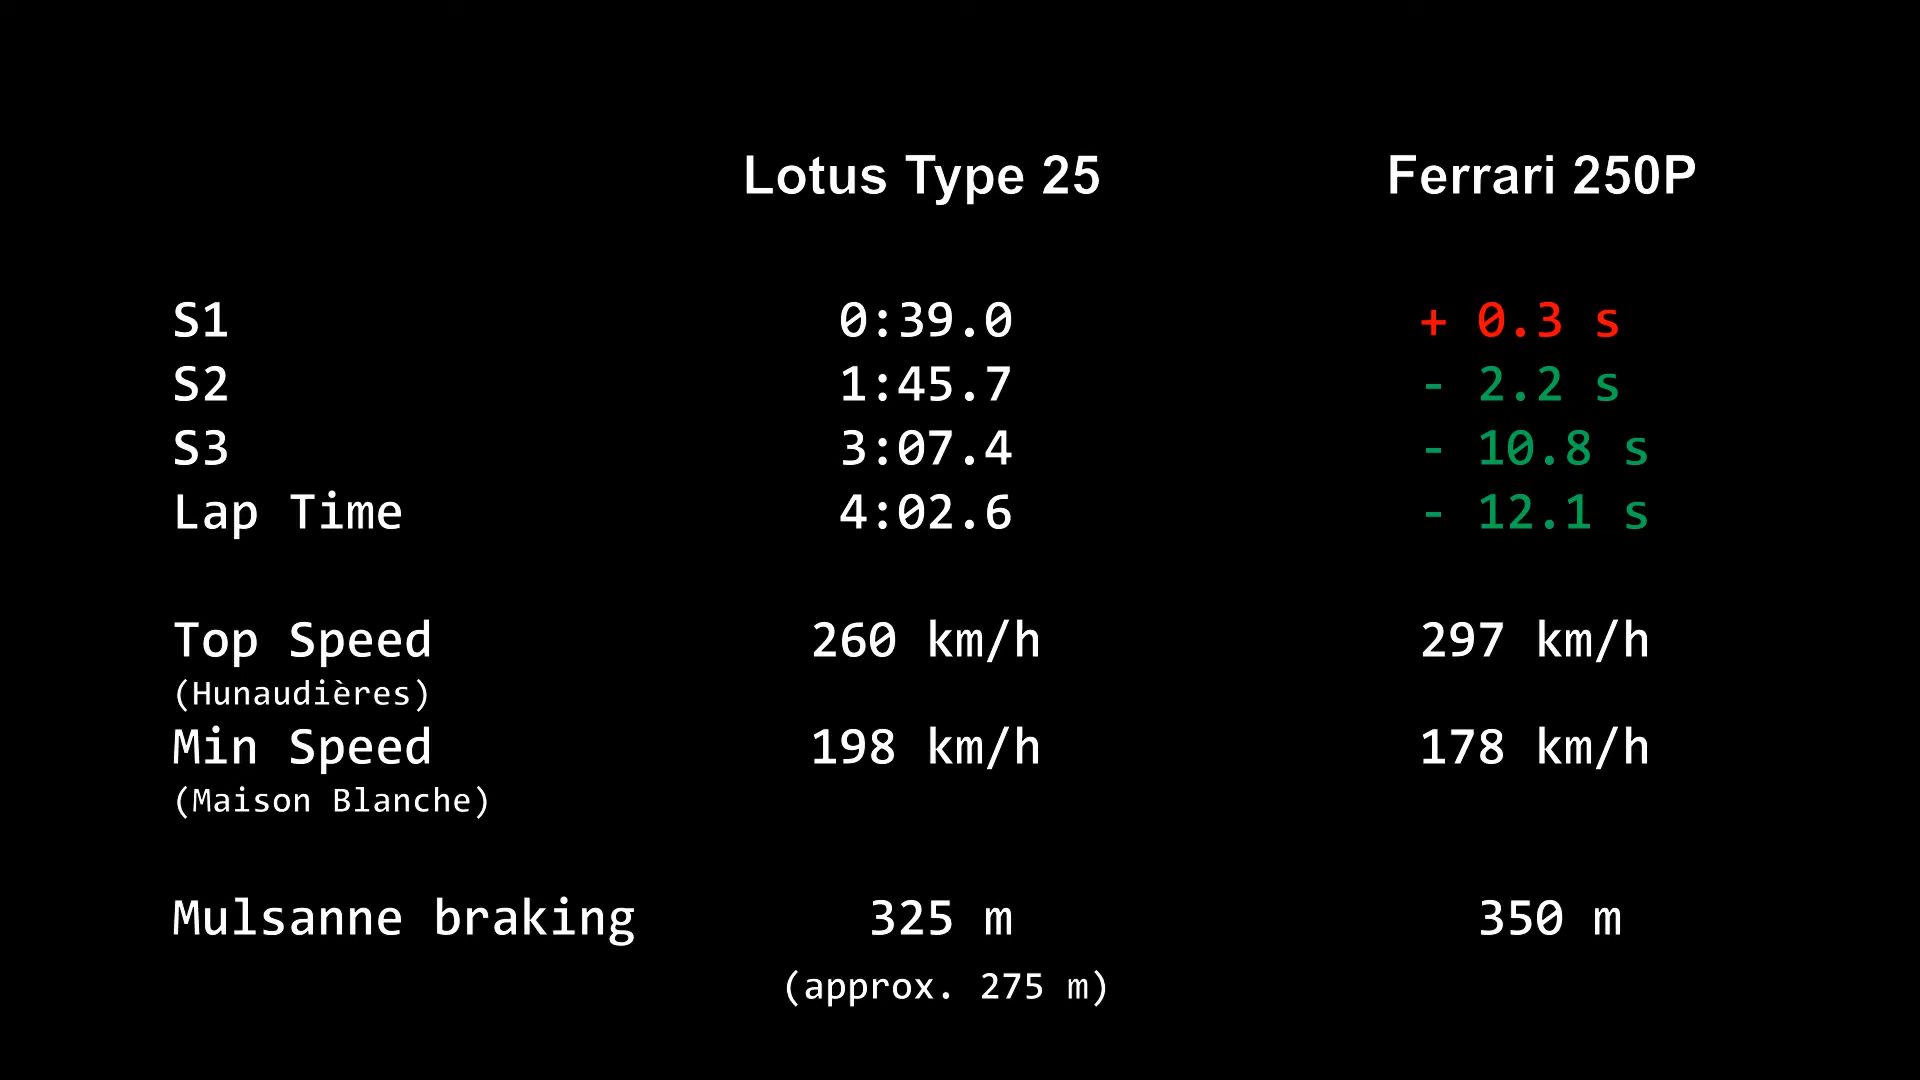 Lotus Type 25 Ferrari 250P
S1 0:39.0 + 0.3 s
S2 1:45.7 - 2.2 s
S3 3:07.4 - 10.8 s
Lap Time 4:02.6 - 12.1 s
Top Speed 260 km/h 297 km/h
(Hunaudières)
Min Speed 198 km/h 178 km/h
(Maison Blanche)
Mulsanne braking 325 m 350 m
(approx. 275 m)